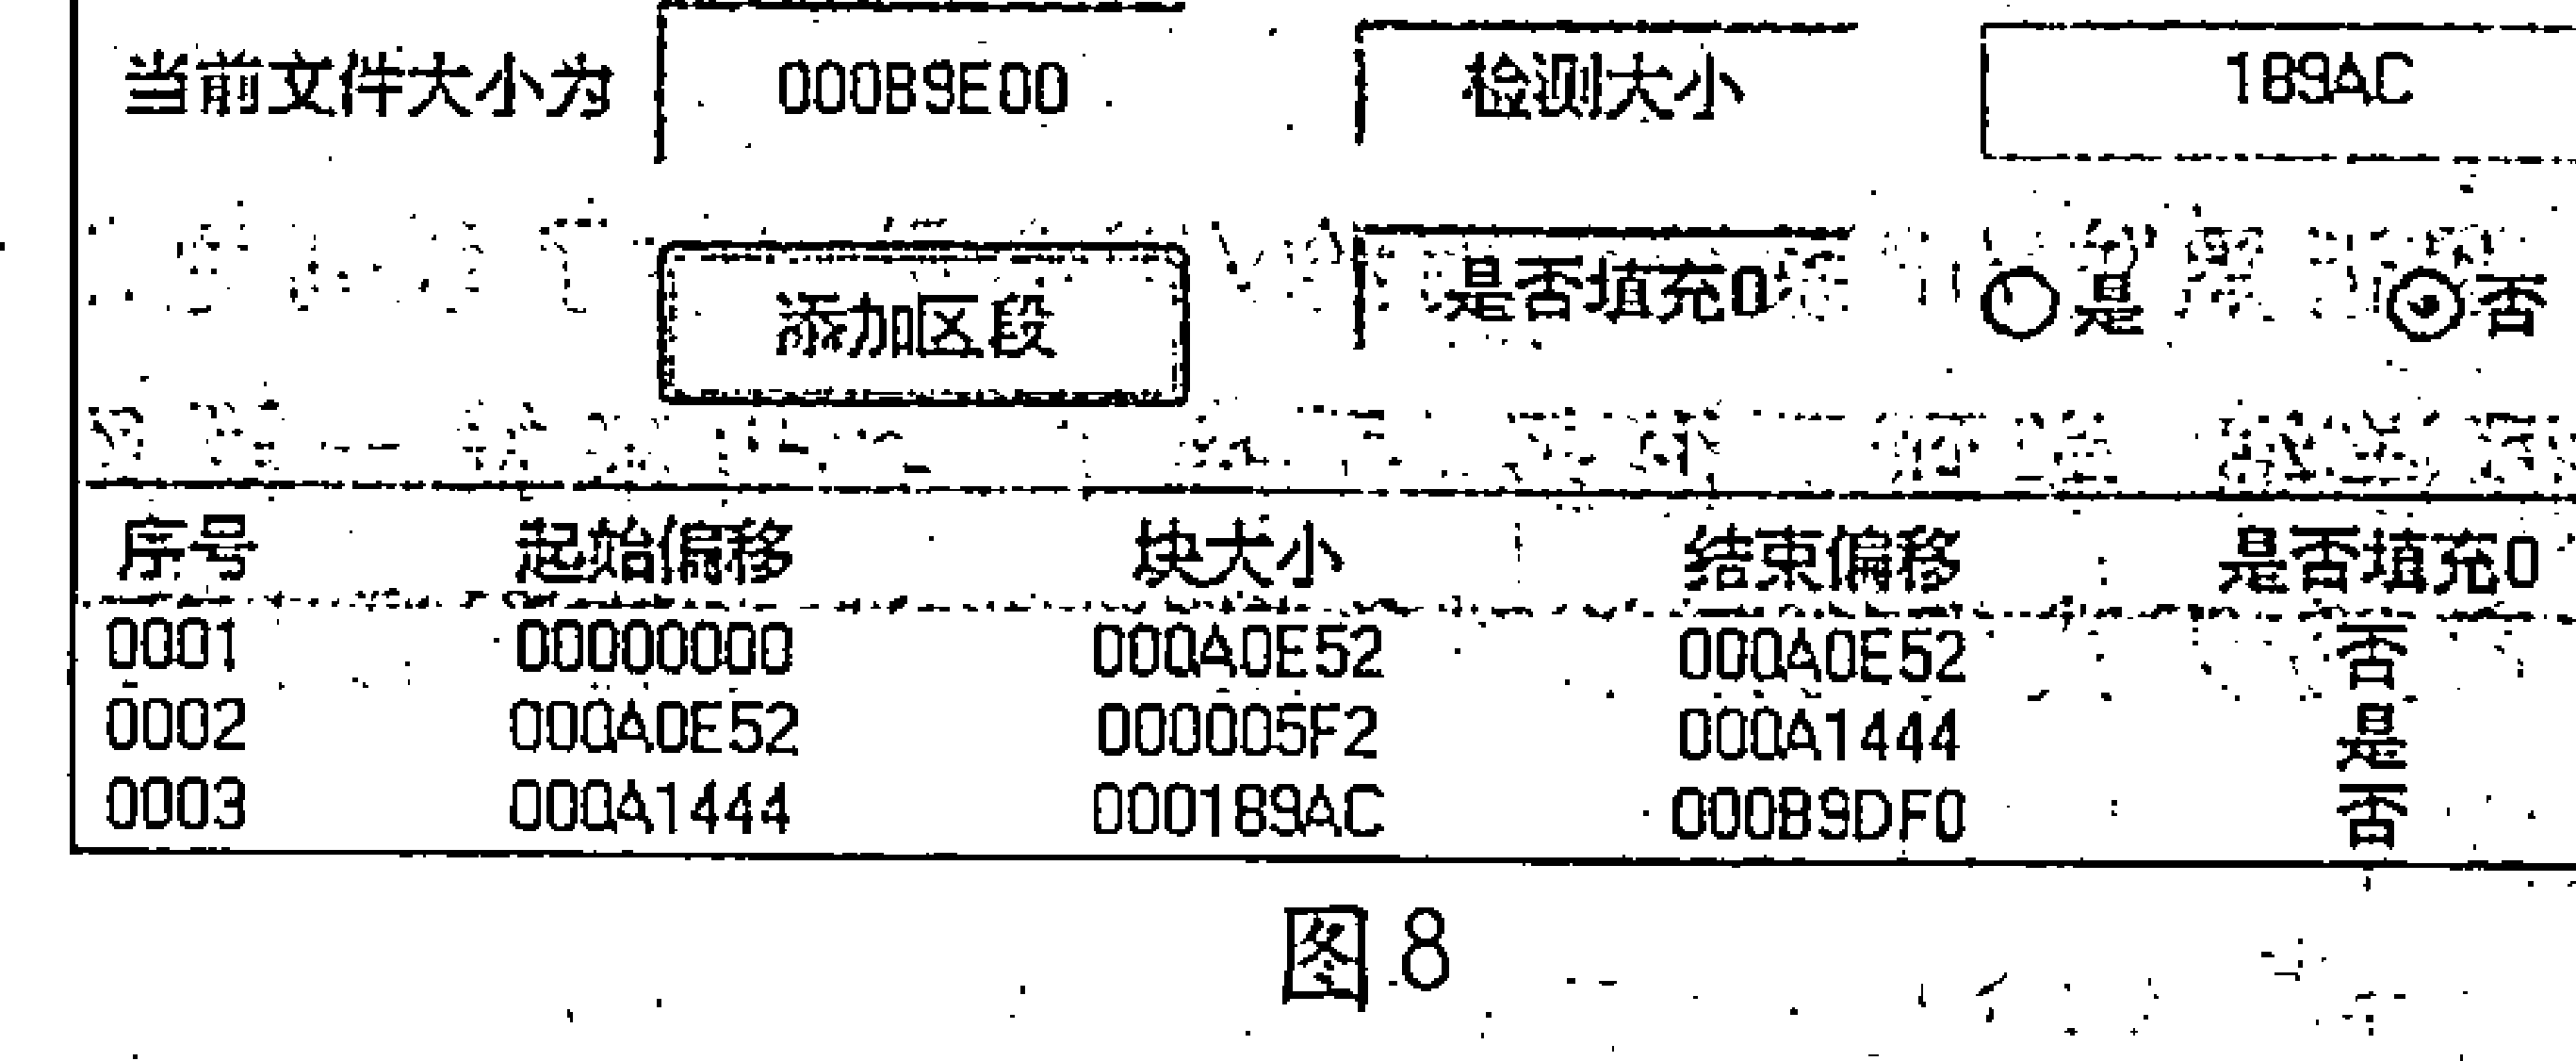 当前文件大小为 000B9E00 检测大小 189AC
添加区段 是否填充0 是 否
序号 起始偏移 块大小 结束偏移 是否填充0
0001 00000000 000A0E52 000A0E52 否
0002 000A0E52 000005F2 000A1444 是
0003 000A1444 000189AC 000B9DF0 否
图8